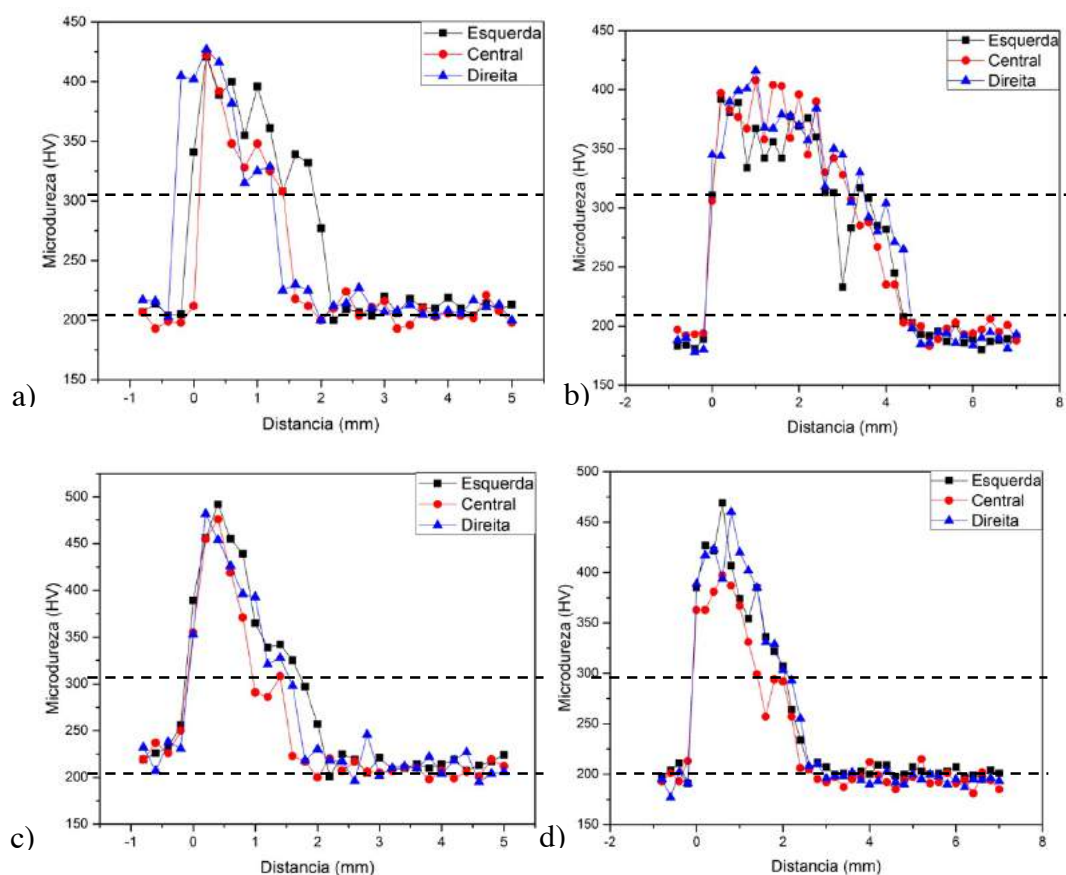 450
400
350
300
250
200
150
Microdureza (HV)
-1
0
1
2
3
4
5
Distancia (mm)
Esquerda
Central
Direita
a)
450
400
350
300
250
200
150
Microdureza (HV)
-2
0
2
4
6
8
Distancia (mm)
Esquerda
Central
Direita
b)
500
450
400
350
300
250
200
150
Microdureza (HV)
-1
0
1
2
3
4
5
Distancia (mm)
Esquerda
Central
Direita
c)
500
450
400
350
300
250
200
150
Microdureza (HV)
-2
0
2
4
6
8
Distancia (mm)
Esquerda
Central
Direita
d)